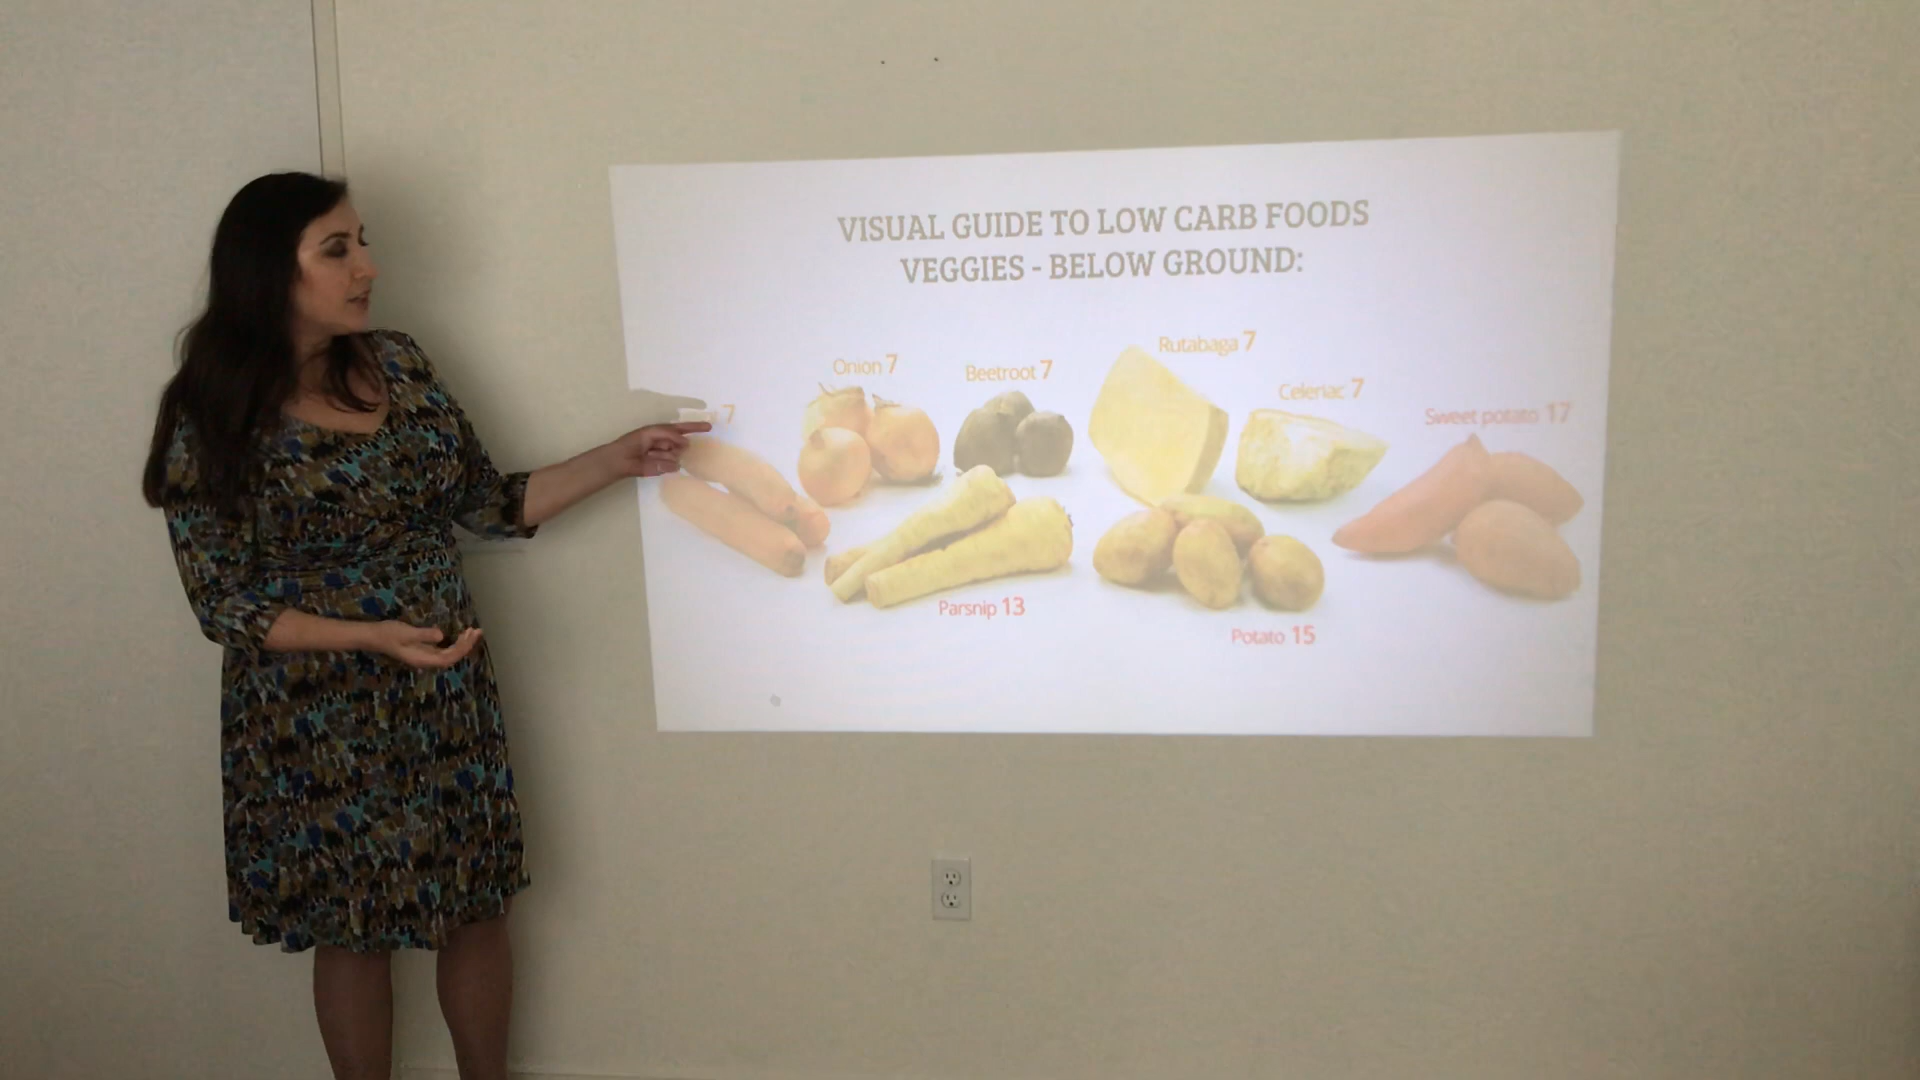 VISUAL GUIDE TO LOW CARB FOODS
VEGGIES - BELOW GROUND:
Rutabaga 7
Onion 7
Beetroot 7
Celeriac 7
7
Sweet potato 17
Parsnip 13
Potato 15